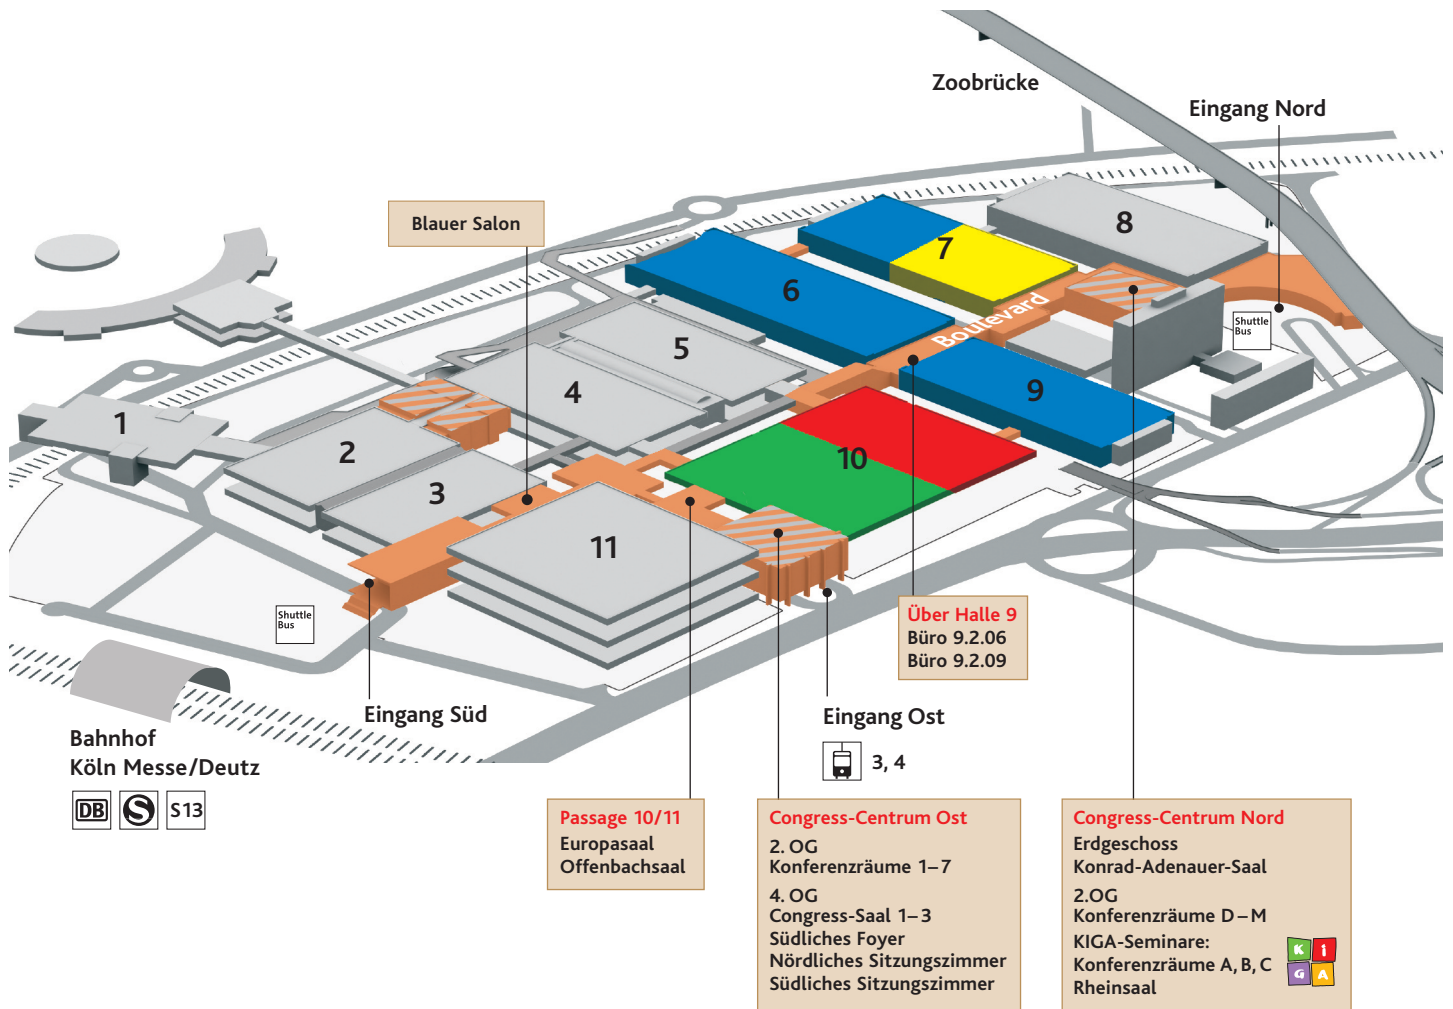 Zoobrücke
Eingang Nord
Blauer Salon
8
7
6
Boulevard
Shuttle
Bus
5
4
9
1
2
3
10
11
Shuttle
Bus
Über Halle 9
Büro 9.2.06
Büro 9.2.09
Eingang Süd
Eingang Ost
3, 4
Bahnhof
Köln Messe/Deutz
DB
S
S13
Passage 10/11
Europasaal
Offenbachsaal
Congress-Centrum Ost
2. OG
Konferenzräume 1–7
4. OG
Congress-Saal 1–3
Südliches Foyer
Nördliches Sitzungszimmer
Südliches Sitzungszimmer
Congress-Centrum Nord
Erdgeschoss
Konrad-Adenauer-Saal
2.OG
Konferenzräume D–M
KIGA-Seminare:
Konferenzräume A, B, C
Rheinsaal
K i
G A